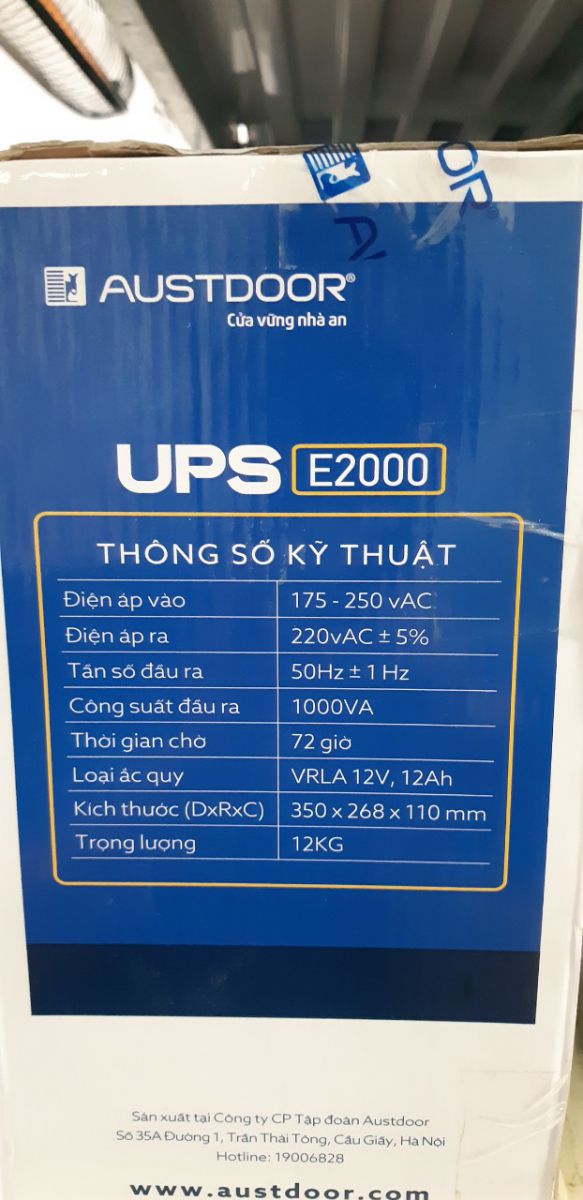 OR
A
AUSTDOOR®
Cửa vững nhà an
UPS E2000
THÔNG SỐ KỸ THUẬT
Điện áp vào 175 - 250 vAC
Điện áp ra 220vAC ± 5%
Tần số đầu ra 50Hz ± 1 Hz
Công suất đầu ra 1000VA
Thời gian chờ 72 giờ
Loại ắc quy VRLA 12V, 12Ah
Kích thước (DxRxC) 350 x 268 x 110 mm
Trọng lượng 12KG
Sản xuất tại Công ty CP Tập đoàn Austdoor
Số 35A Đường 1, Trần Thái Tông, Cầu Giấy, Hà Nội
Hotline: 19006828
www.austdoor.com